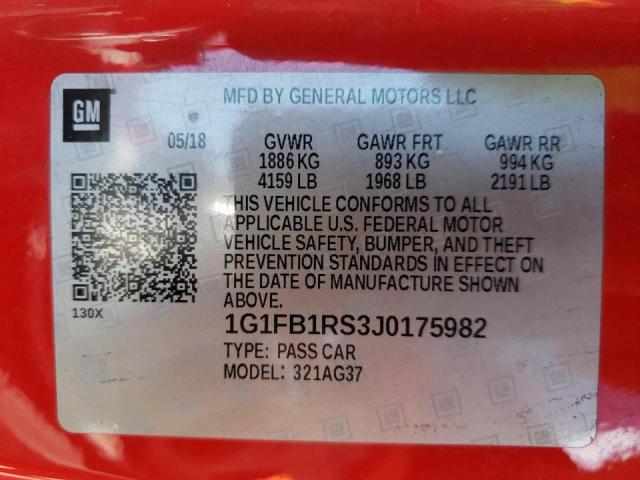 GM
MFD BY GENERAL MOTORS LLC
05/18 GVWR GAWR FRT GAWR RR
1886 KG 893 KG 994 KG
4159 LB 1968 LB 2191 LB
THIS VEHICLE CONFORMS TO ALL
APPLICABLE U.S. FEDERAL MOTOR
VEHICLE SAFETY, BUMPER, AND THEFT
PREVENTION STANDARDS IN EFFECT ON
THE DATE OF MANUFACTURE SHOWN
ABOVE.
130X
1G1FB1RS3J0175982
TYPE: PASS CAR
MODEL: 321AG37